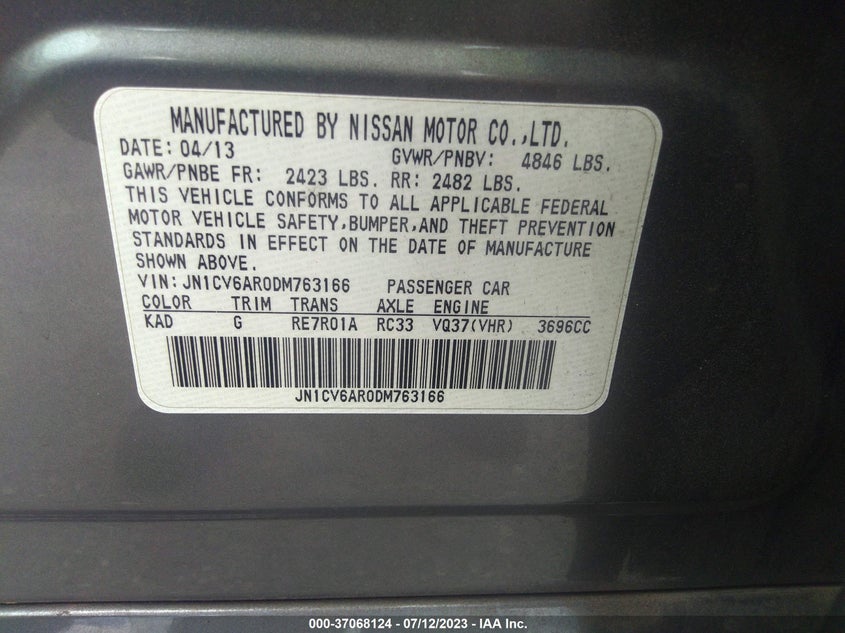 MANUFACTURED BY NISSAN MOTOR CO.,LTD.
DATE: 04/13 GVWR/PNBV: 4846 LBS.
GAWR/PNBE FR: 2423 LBS. RR: 2482 LBS.
THIS VEHICLE CONFORMS TO ALL APPLICABLE FEDERAL
MOTOR VEHICLE SAFETY,BUMPER,AND THEFT PREVENTION
STANDARDS IN EFFECT ON THE DATE OF MANUFACTURE
SHOWN ABOVE.
VIN: JN1CV6AR0DM763166 PASSENGER CAR
COLOR TRIM TRANS AXLE ENGINE
KAD G RE7R01A RC33 VQ37(VHR) 3696CC
JN1CV6AR0DM763166
000-37068124 - 07/12/2023 - IAA Inc.